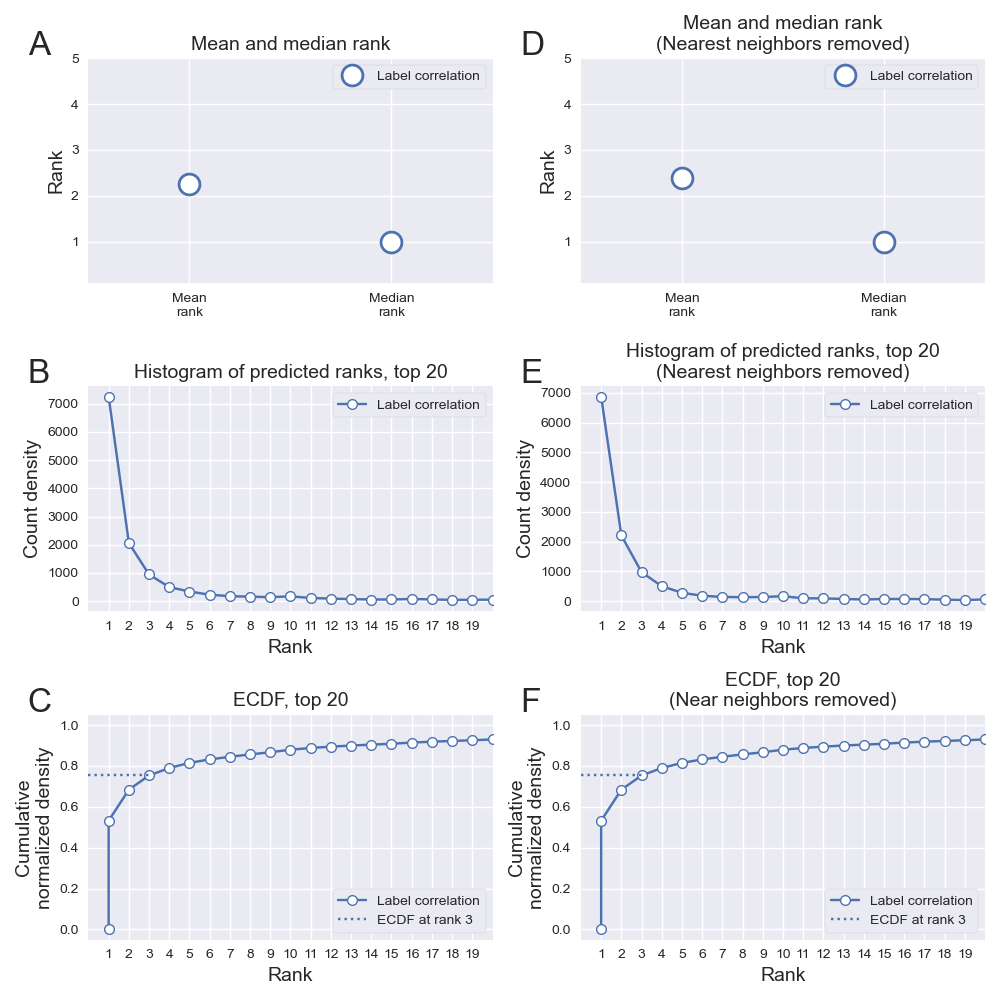 A
Mean and median rank
5
4
3
2
1
Rank
Label correlation
Mean
rank
Median
rank
D
Mean and median rank
(Nearest neighbors removed)
5
4
3
2
1
Rank
Label correlation
Mean
rank
Median
rank
B
Histogram of predicted ranks, top 20
7000
6000
5000
4000
3000
2000
1000
0
Count density
Label correlation
1 2 3 4 5 6 7 8 9 10 11 12 13 14 15 16 17 18 19
Rank
E
Histogram of predicted ranks, top 20
(Nearest neighbors removed)
7000
6000
5000
4000
3000
2000
1000
0
Count density
Label correlation
1 2 3 4 5 6 7 8 9 10 11 12 13 14 15 16 17 18 19
Rank
C
ECDF, top 20
1.0
0.8
0.6
0.4
0.2
0.0
Cumulative
normalized density
Label correlation
ECDF at rank 3
1 2 3 4 5 6 7 8 9 10 11 12 13 14 15 16 17 18 19
Rank
F
ECDF, top 20
(Near neighbors removed)
1.0
0.8
0.6
0.4
0.2
0.0
Cumulative
normalized density
Label correlation
ECDF at rank 3
1 2 3 4 5 6 7 8 9 10 11 12 13 14 15 16 17 18 19
Rank